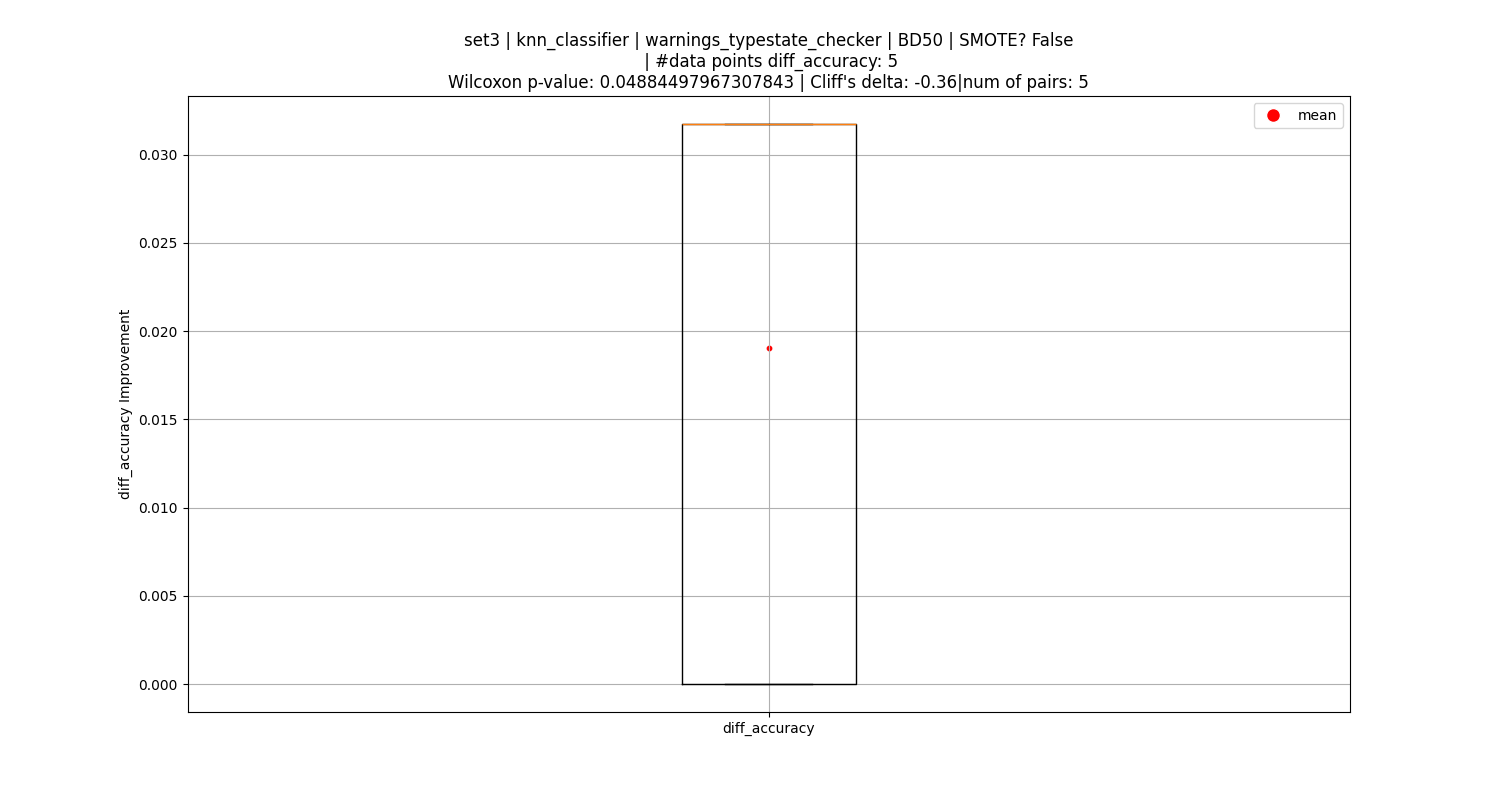 set3 | knn_classifier | warnings_typestate_checker | BD50 | SMOTE? False
| #data points diff_accuracy: 5
Wilcoxon p-value: 0.04884497967307843 | Cliff's delta: -0.36|num of pairs: 5
mean
0.030
0.025
0.020
0.015
0.010
0.005
0.000
diff_accuracy Improvement
diff_accuracy